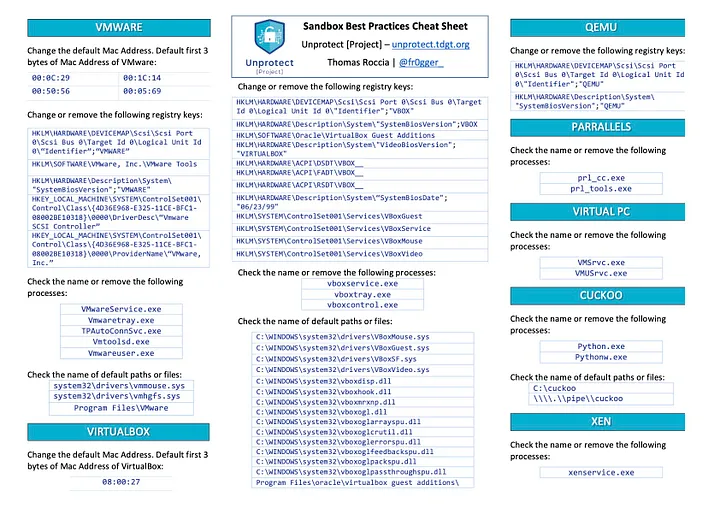 VMWARE
Change the default Mac Address. Default first 3
bytes of Mac Address of VMware:
00:0C:29 00:1C:14
00:50:56 00:05:69
Change or remove the following registry keys:
HKLM\HARDWARE\DEVICEMAP\Scsi\Scsi Port
0\Scsi Bus 0\Target Id 0\Logical Unit Id
0\“Identifier”;“VMWARE”
HKLM\SOFTWARE\VMware, Inc.\VMware Tools
HKLM\HARDWARE\Description\System\
"SystemBiosVersion";"VMWARE"
HKEY_LOCAL_MACHINE\SYSTEM\ControlSet001\
Control\Class\{4D36E968-E325-11CE-BFC1-
08002BE10318}\0000\DriverDesc\“Vmware
SCSI Controller”
HKEY_LOCAL_MACHINE\SYSTEM\ControlSet001\
Control\Class\{4D36E968-E325-11CE-BFC1-
08002BE10318}\0000\ProviderName\“VMware,
Inc.”
Check the name or remove the following
processes:
VMwareService.exe
Vmwaretray.exe
TPAutoConnSvc.exe
Vmtoolsd.exe
Vmwareuser.exe
Check the name of default paths or files:
system32\drivers\vmmouse.sys
system32\drivers\vmhgfs.sys
Program Files\VMware
VIRTUALBOX
Change the default Mac Address. Default first 3
bytes of Mac Address of VirtualBox:
08:00:27
Unprotect
[Project]
Sandbox Best Practices Cheat Sheet
Unprotect [Project] – unprotect.tdgt.org
Thomas Roccia | @fr0gger_
Change or remove the following registry keys:
HKLM\HARDWARE\DEVICEMAP\Scsi\Scsi Port 0\Scsi Bus 0\Target
Id 0\Logical Unit Id 0\"Identifier";"VBOX"
HKLM\HARDWARE\Description\System\"SystemBiosVersion";VBOX
HKLM\SOFTWARE\Oracle\VirtualBox Guest Additions
HKLM\HARDWARE\Description\System\"VideoBiosVersion";
"VIRTUALBOX"
HKLM\HARDWARE\ACPI\DSDT\VBOX__
HKLM\HARDWARE\ACPI\FADT\VBOX__
HKLM\HARDWARE\ACPI\RSDT\VBOX__
HKLM\HARDWARE\Description\System\“SystemBiosDate";
"06/23/99"
HKLM\SYSTEM\ControlSet001\Services\VBoxGuest
HKLM\SYSTEM\ControlSet001\Services\VBoxService
HKLM\SYSTEM\ControlSet001\Services\VBoxMouse
HKLM\SYSTEM\ControlSet001\Services\VBoxVideo
Check the name or remove the following processes:
vboxservice.exe
vboxtray.exe
vboxcontrol.exe
Check the name of default paths or files:
C:\WINDOWS\system32\drivers\VBoxMouse.sys
C:\WINDOWS\system32\drivers\VBoxGuest.sys
C:\WINDOWS\system32\drivers\VBoxSF.sys
C:\WINDOWS\system32\drivers\VBoxVideo.sys
C:\WINDOWS\system32\vboxdisp.dll
C:\WINDOWS\system32\vboxhook.dll
C:\WINDOWS\system32\vboxmrxnp.dll
C:\WINDOWS\system32\vboxogl.dll
C:\WINDOWS\system32\vboxoglarrayspu.dll
C:\WINDOWS\system32\vboxoglcrutil.dll
C:\WINDOWS\system32\vboxoglerrorspu.dll
C:\WINDOWS\system32\vboxoglfeedbackspu.dll
C:\WINDOWS\system32\vboxoglpackspu.dll
C:\WINDOWS\system32\vboxoglpassthroughspu.dll
Program Files\oracle\virtualbox guest additions\
QEMU
Change or remove the following registry keys:
HKLM\HARDWARE\DEVICEMAP\Scsi\Scsi Port
0\Scsi Bus 0\Target Id 0\Logical Unit Id
0\"Identifier";"QEMU"
HKLM\HARDWARE\Description\System\
"SystemBiosVersion";"QEMU"
PARRALLELS
Check the name or remove the following
processes:
prl_cc.exe
prl_tools.exe
VIRTUAL PC
Check the name or remove the following
processes:
VMSrvc.exe
VMUSrvc.exe
CUCKOO
Check the name or remove the following
processes:
Python.exe
Pythonw.exe
Check the name of default paths or files:
C:\cuckoo
\\\\.\\pipe\\cuckoo
XEN
Check the name or remove the following
processes:
xenservice.exe